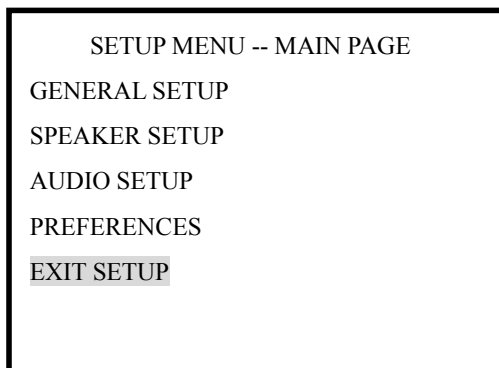 SETUP MENU -- MAIN PAGE
GENERAL SETUP
SPEAKER SETUP
AUDIO SETUP
PREFERENCES
EXIT SETUP